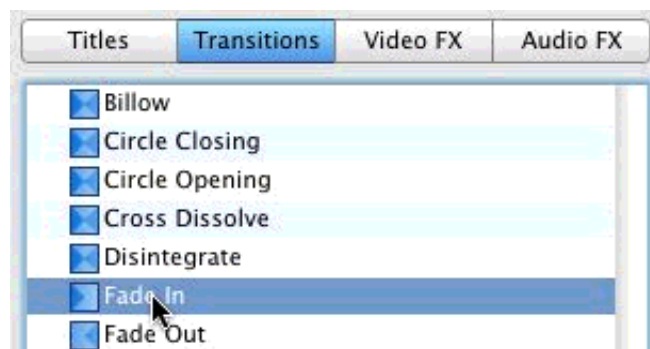 Titles Transitions Video FX Audio FX
Billow
Circle Closing
Circle Opening
Cross Dissolve
Disintegrate
Fade In
Fade Out